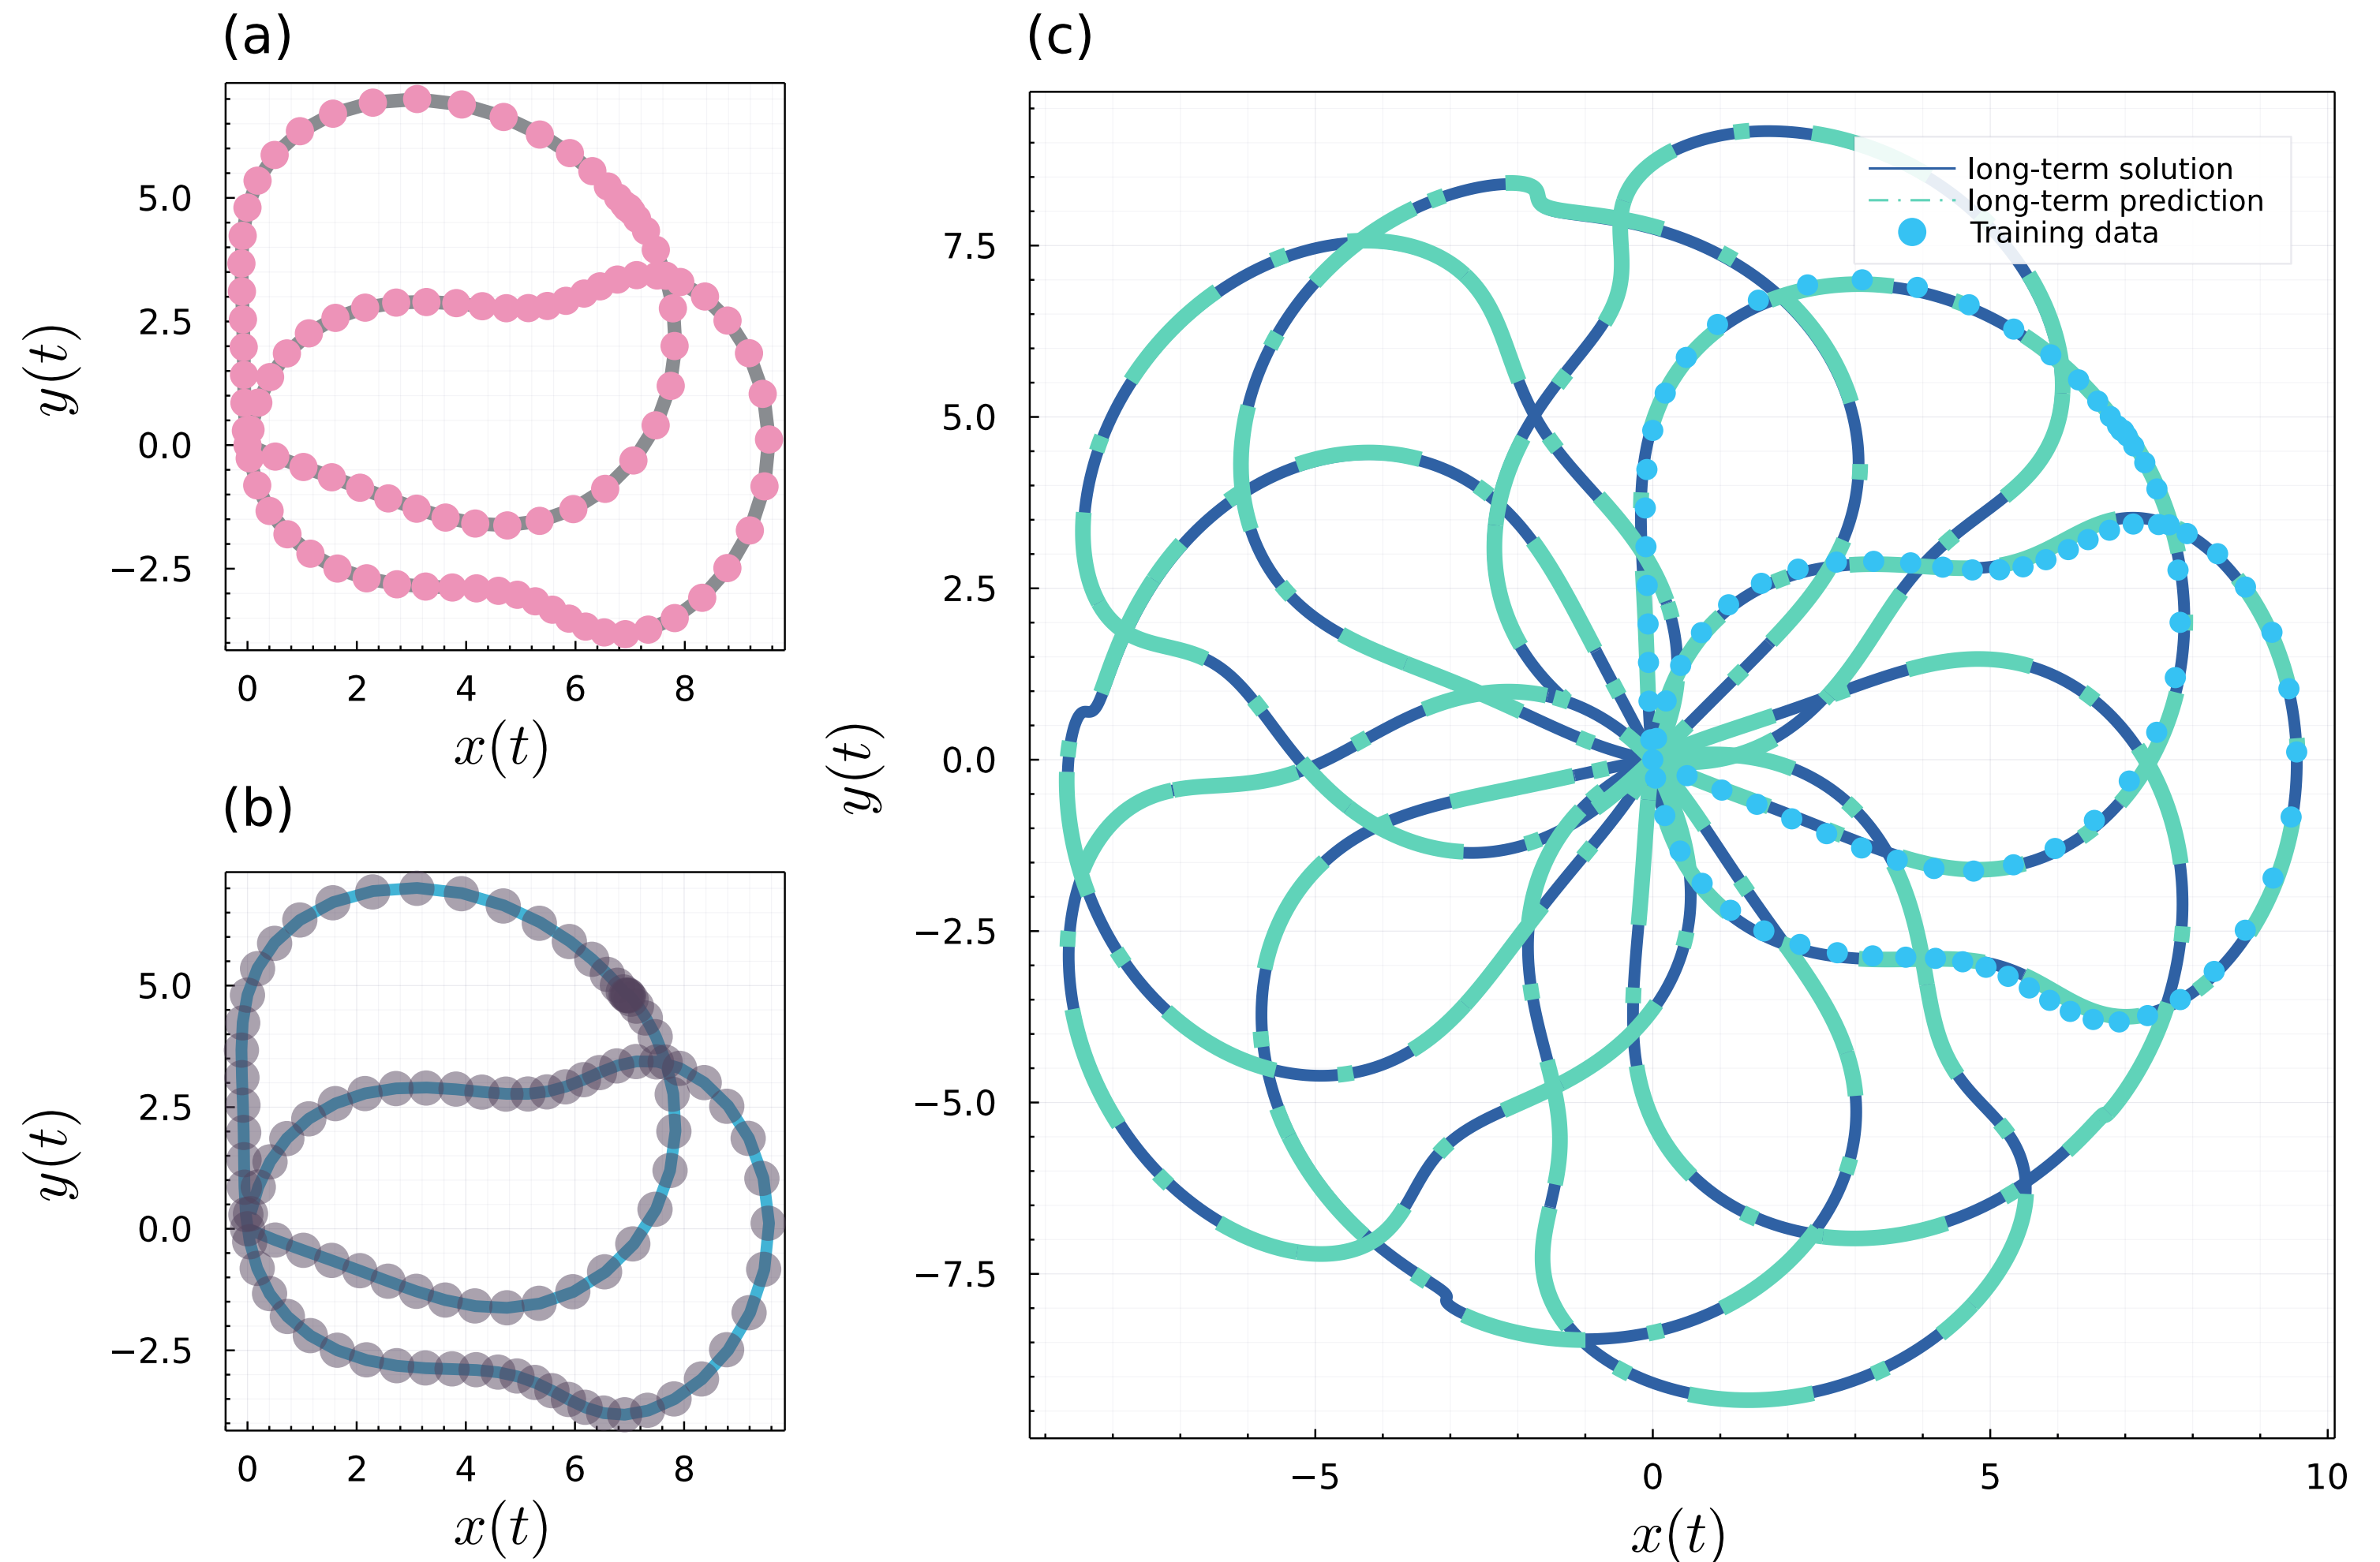 (a)
5.0
2.5
0.0
−2.5
0 2 4 6 8
x(t)
y(t)
(b)
5.0
2.5
0.0
−2.5
0 2 4 6 8
x(t)
y(t)
(c)
long-term solution
long-term prediction
Training data
7.5
5.0
2.5
0.0
−2.5
−5.0
−7.5
−5 0 5 10
x(t)
y(t)